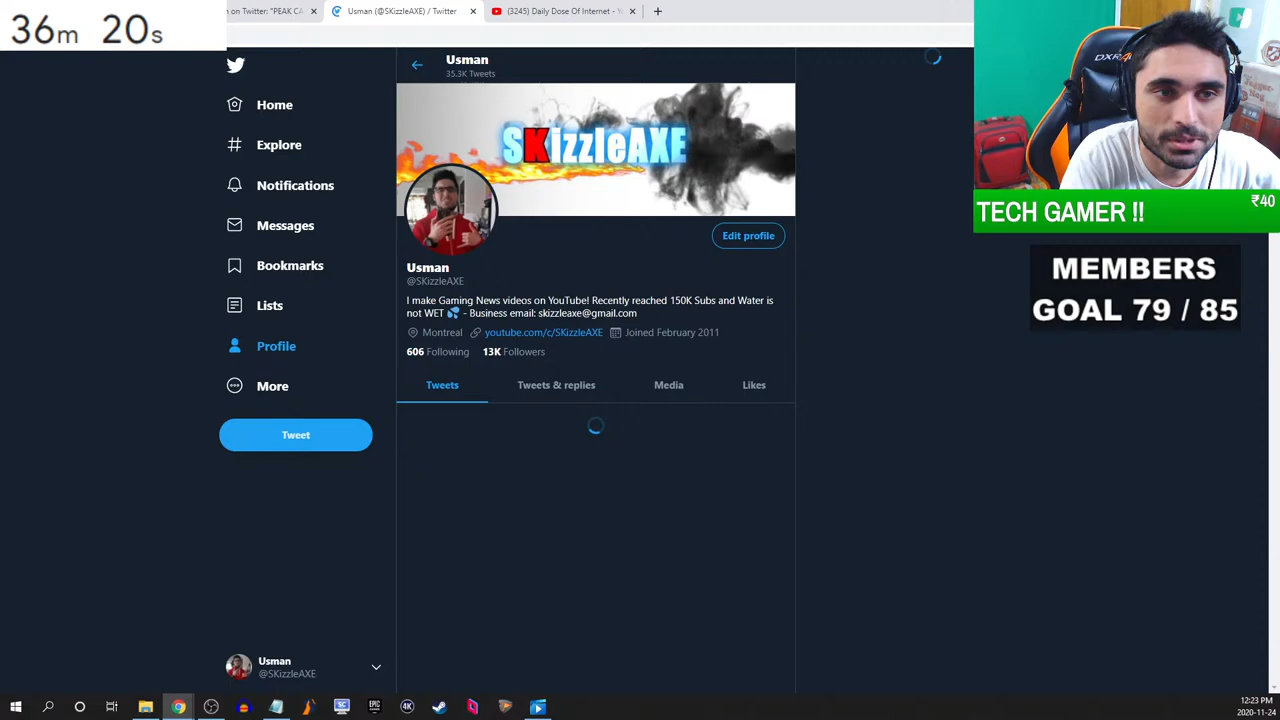 36m 20s
n on Twitter: "PEAK CA
Usman (@SKizzleAXE) / Twitter
(3245) Daily Dose Of Internet -
Usman
35.3K Tweets
SKizzleAXE
Home
Explore
Notifications
Messages
Bookmarks
Lists
Profile
More
Tweet
Edit profile
Usman
@SKizzleAXE
I make Gaming News videos on YouTube! Recently reached 150K Subs and Water is
not WET 💦 - Business email: skizzleaxe@gmail.com
Montreal youtube.com/c/SKizzleAXE Joined February 2011
606 Following 13K Followers
Tweets Tweets & replies Media Likes
DXRA
TECH GAMER !! ₹40
MEMBERS
GOAL 79 / 85
Usman
@SKizzleAXE
EPIC
4K
12:23 PM
2020-11-24